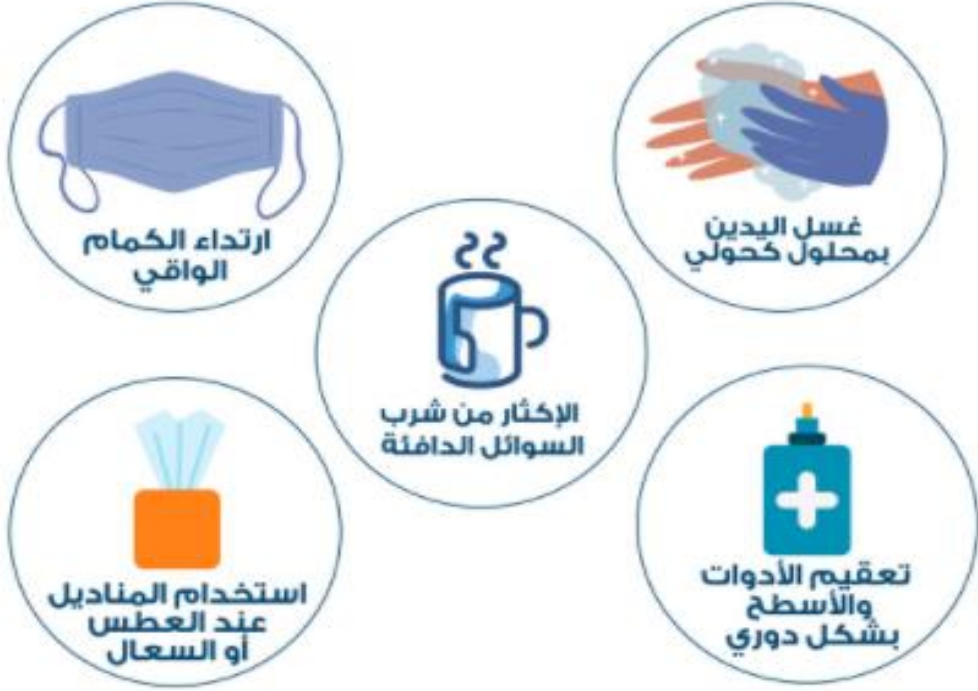 غسل اليدين
بمحلول كحولي
ارتداء الكمام
الواقي
الإكثار من شرب
السوائل الدافئة
تعقيم الأدوات
والأسطح
بشكل دوري
استخدام المناديل
عند العطس
أو السعال